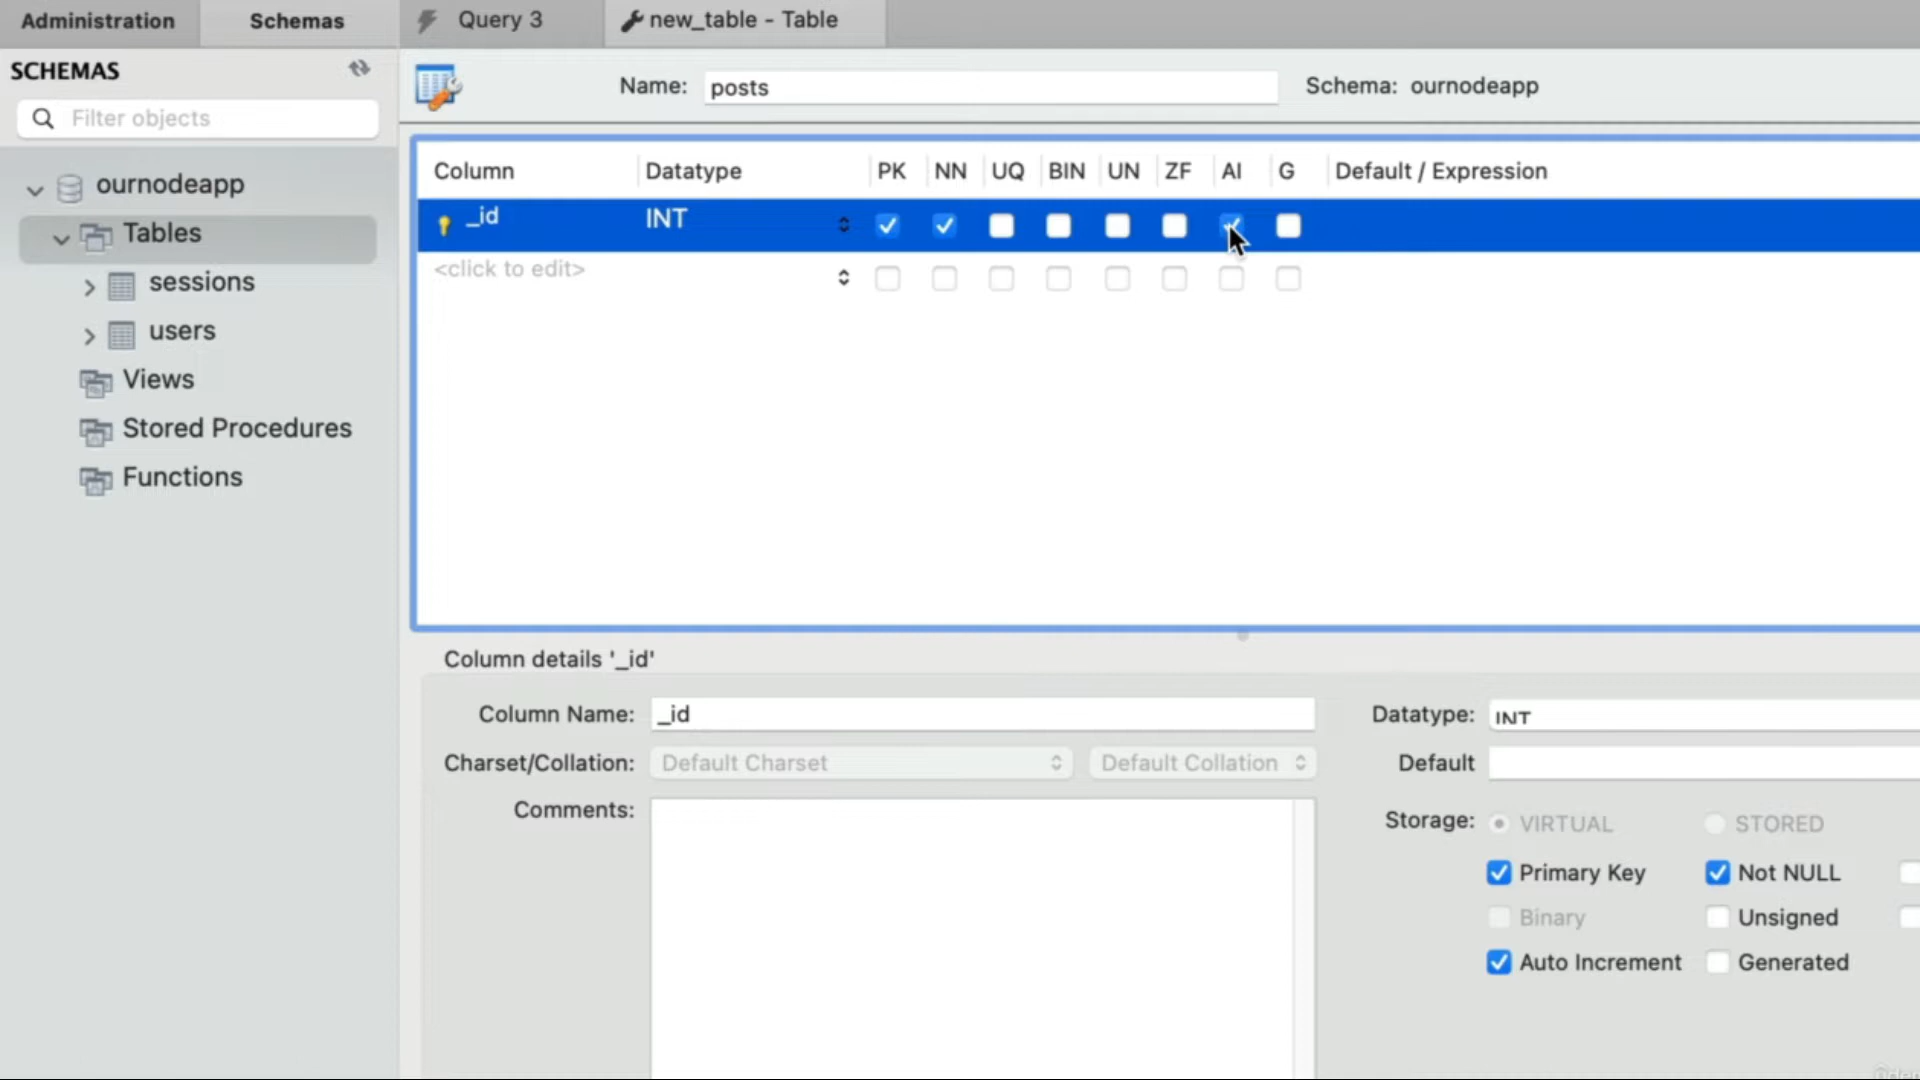 Administration
Schemas
Query 3
new_table - Table
SCHEMAS
Filter objects
ournodeapp
Tables
sessions
users
Views
Stored Procedures
Functions
Name: posts
Schema: ournodeapp
Column Datatype PK NN UQ BIN UN ZF AI G Default / Expression
_id INT
<click to edit>
Column details '_id'
Column Name: _id
Datatype: INT
Charset/Collation: Default Charset Default Collation
Default
Comments:
Storage: VIRTUAL STORED
Primary Key Not NULL
Binary Unsigned
Auto Increment Generated